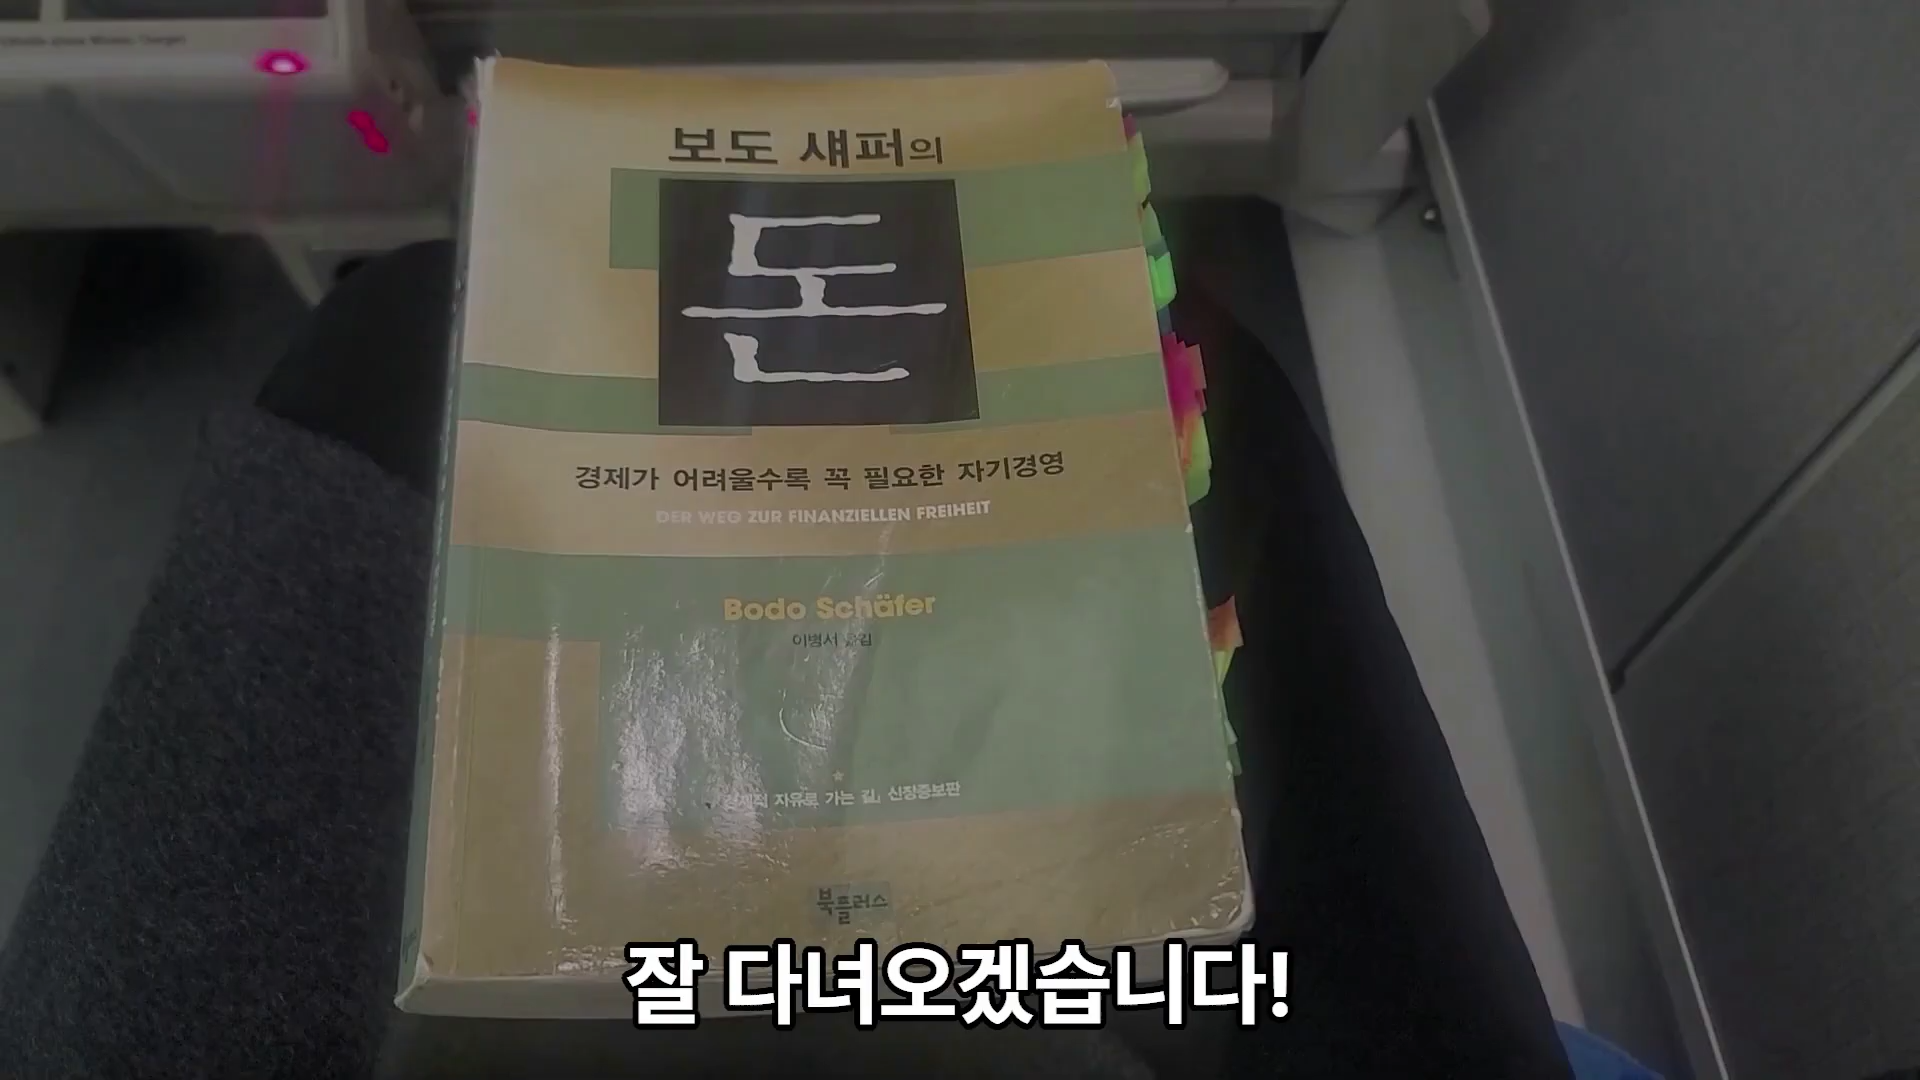 보도 섀퍼의
돈
경제가 어려울수록 꼭 필요한 자기경영
DER WEG ZUR FINANZIELLEN FREIHEIT
Bodo Schäfer
이병서 옮김
자유로 가는 길, 신장증보판
북플러스
잘 다녀오겠습니다!